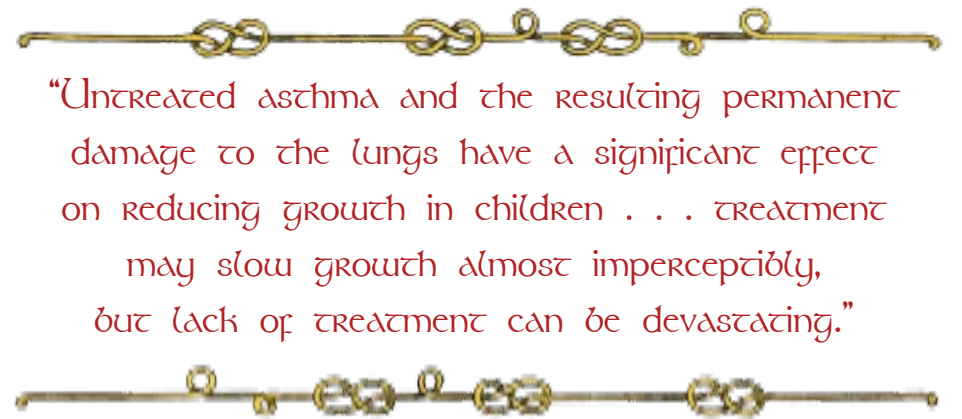 “Untreated asthma and the resulting permanent
damage to the lungs have a significant effect
on reducing growth in children . . . treatment
may slow growth almost imperceptibly,
but lack of treatment can be devastating.”